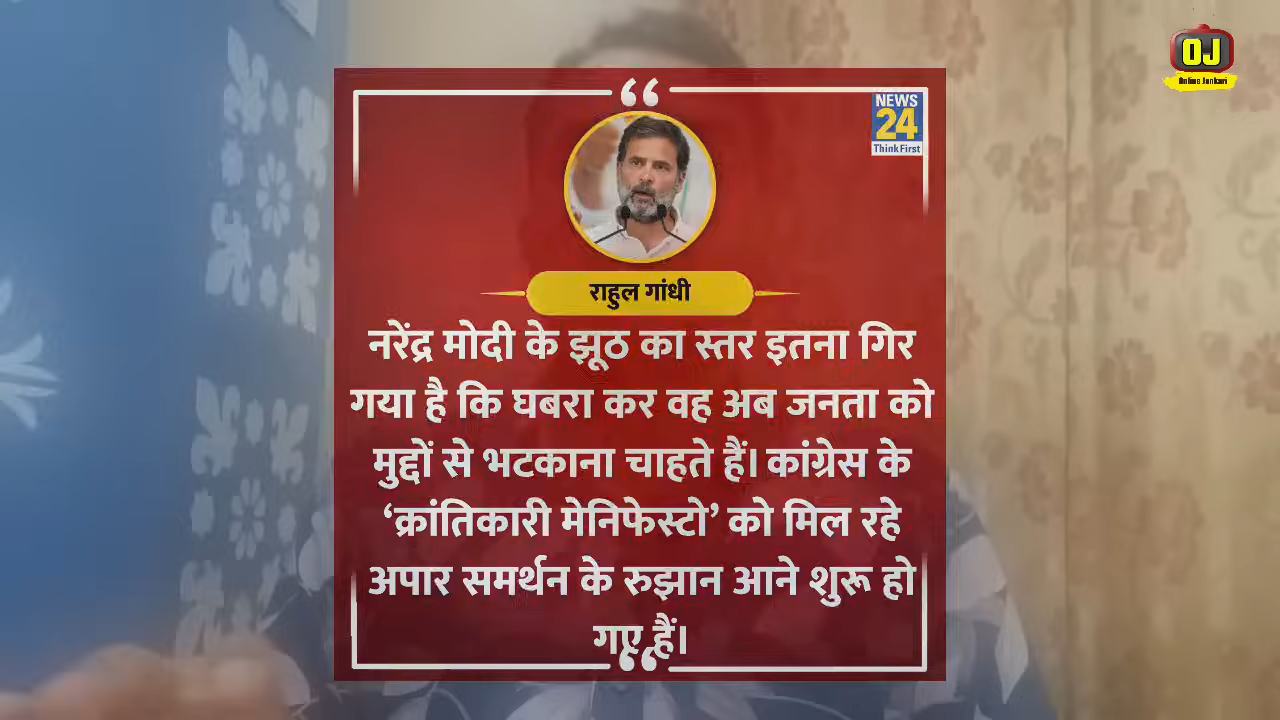 OJ
Online Junkari
NEWS
24
Think First
राहुल गांधी
नरेंद्र मोदी के झूठ का स्तर इतना गिर
गया है कि घबरा कर वह अब जनता को
मुद्दों से भटकाना चाहते हैं। कांग्रेस के
‘क्रांतिकारी मेनिफेस्टो’ को मिल रहे
अपार समर्थन के रुझान आने शुरू हो
गए हैं।